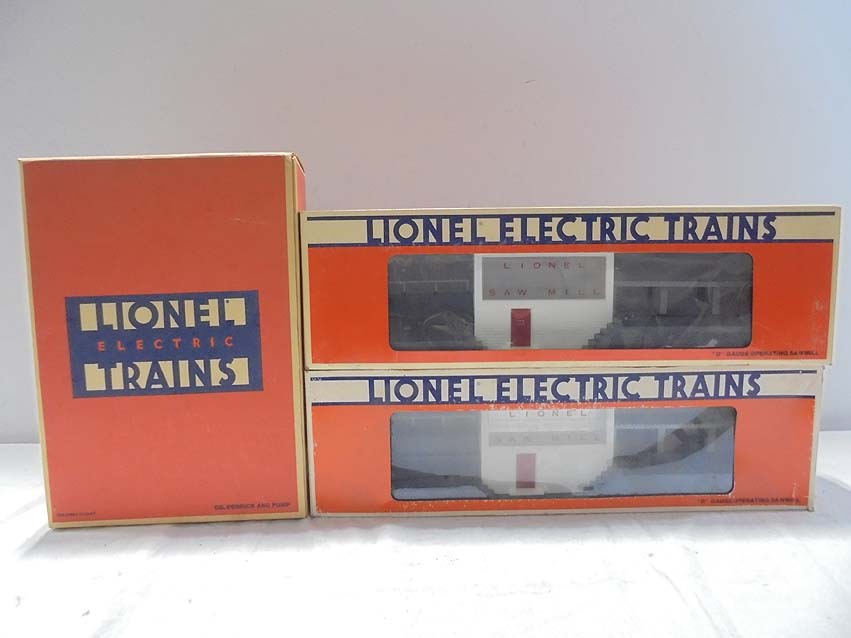 LIONEL
ELECTRIC
TRAINS
OIL DERRICK AND PUMP
LIONEL ELECTRIC TRAINS
LIONEL
SAW MILL
"O" GAUGE OPERATING SAWMILL
LIONEL ELECTRIC TRAINS
LIONEL
SAW MILL
"O" GAUGE OPERATING SAWMILL